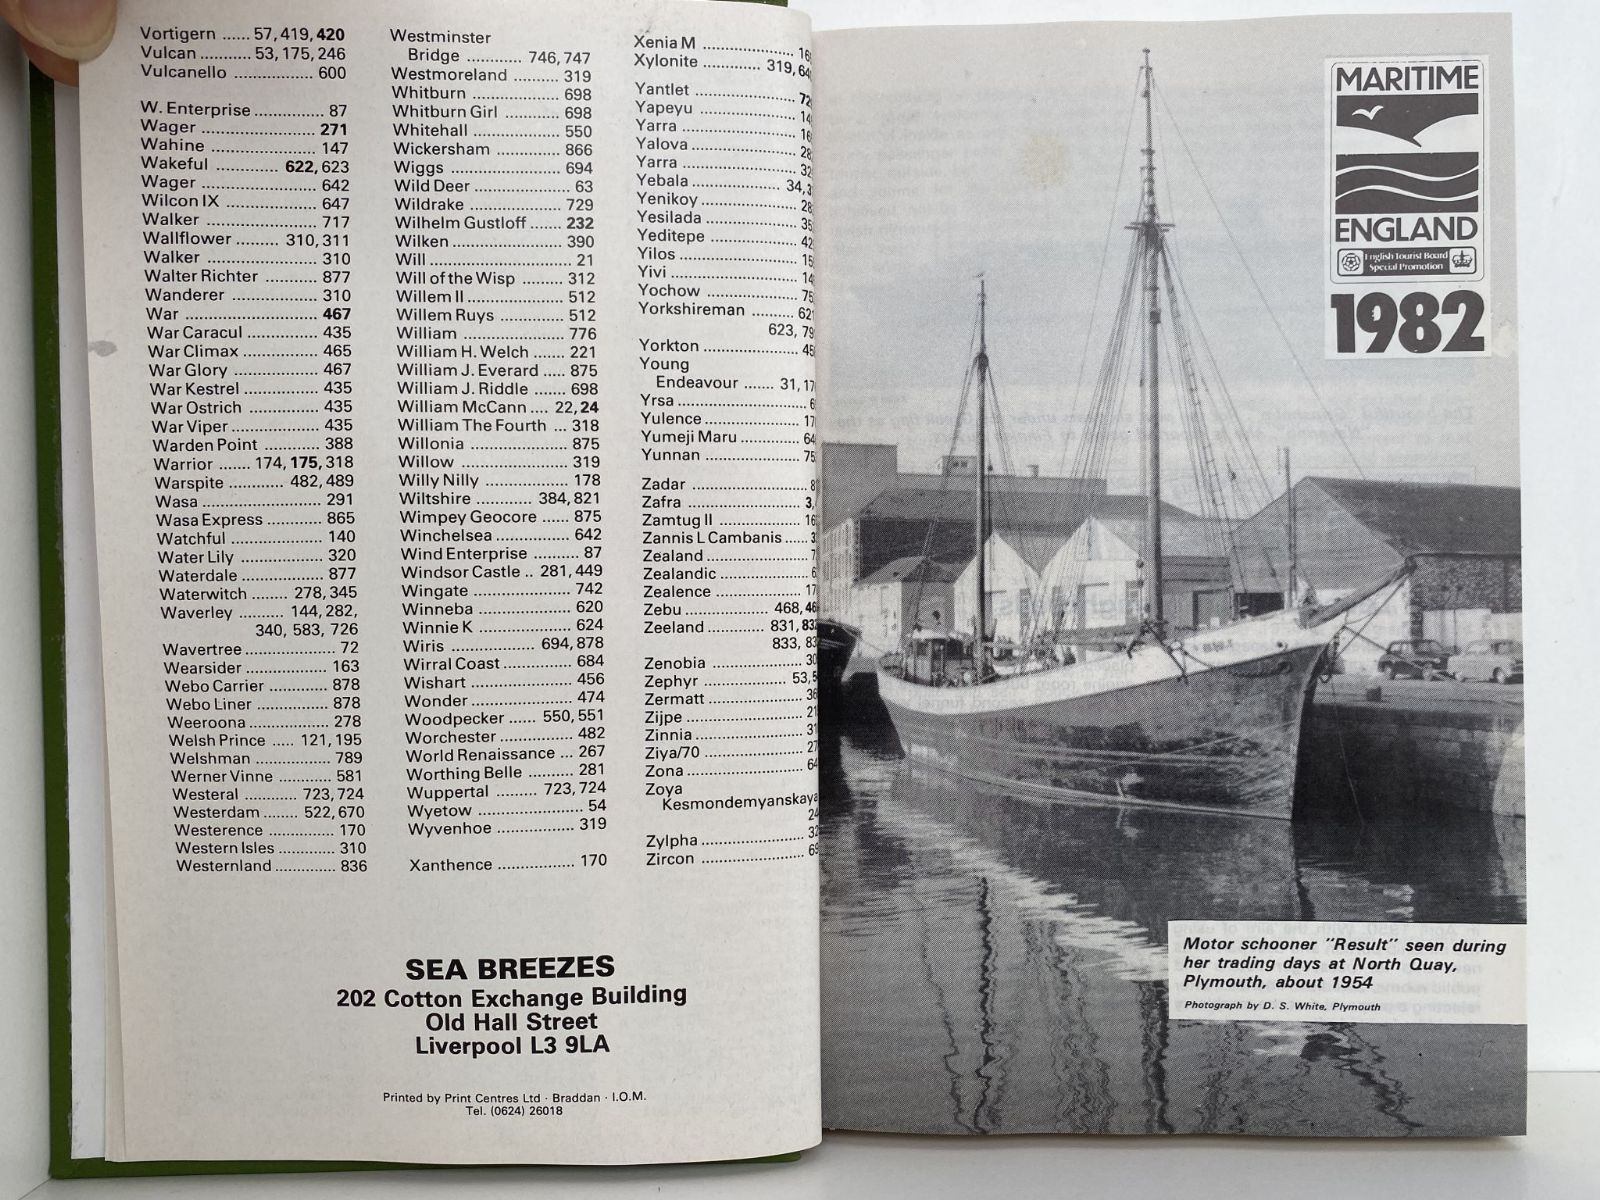 Vortigern ...... 57, 419, 420
Vulcan ........... 53, 175, 246
Vulcanello ................ 600
W. Enterprise .............. 87
Wager ...................... 271
Wahine ..................... 147
Wakeful ............ 622, 623
Wager ...................... 642
Wilcon IX .................. 647
Walker ..................... 717
Wallflower ......... 310, 311
Walker ..................... 310
Walter Richter ............ 877
Wanderer .................. 310
War ........................ 467
War Caracul ............... 435
War Climax ................ 465
War Glory ................. 467
War Kestrel ............... 435
War Ostrich ............... 435
War Viper ................. 435
Warden Point .............. 388
Warrior ....... 174, 175, 318
Warspite ........... 482, 489
Wasa ....................... 291
Wasa Express .............. 865
Watchful .................. 140
Water Lily ................ 320
Waterdale ................. 877
Waterwitch ........ 278, 345
Waverley .......... 144, 282,
340, 583, 726
Wavertree .................. 72
Wearsider ................. 163
Webo Carrier .............. 878
Webo Liner ................ 878
Weeroona .................. 278
Welsh Prince ..... 121, 195
Welshman .................. 789
Werner Vinne .............. 581
Westeral ........... 723, 724
Westerdam ......... 522, 670
Westerence ................ 170
Western Isles ............. 310
Westernland ............... 836
Westminster
Bridge ............ 746, 747
Westmoreland .......... 319
Whitburn ................... 698
Whitburn Girl ............. 698
Whitehall .................. 550
Wickersham ................ 866
Wiggs ...................... 694
Wild Deer .................. 63
Wildrake ................... 729
Wilhelm Gustloff ....... 232
Wilken ..................... 390
Will ........................ 21
Will of the Wisp ......... 312
Willem II .................. 512
Willem Ruys ............... 512
William .................... 776
William H. Welch ....... 221
William J. Everard ..... 875
William J. Riddle ....... 698
William McCann .... 22, 24
William The Fourth ... 318
Willonia ................... 875
Willow ..................... 319
Willy Nilly ................ 178
Wiltshire ........... 384, 821
Wimpey Geocore ...... 875
Winchelsea ................ 642
Wind Enterprise .......... 87
Windsor Castle .. 281, 449
Wingate .................... 742
Winneba .................... 620
Winnie K ................... 624
Wiris ............... 694, 878
Wirral Coast ............... 684
Wishart .................... 456
Wonder ..................... 474
Woodpecker ...... 550, 551
Worchester ................ 482
World Renaissance ... 267
Worthing Belle ......... 281
Wuppertal ........ 723, 724
Wyetow ..................... 54
Wyvenhoe .................. 319
Xanthence ................. 170
Xenia M
Xylonite ............ 319,
Yantlet
Yapeyu
Yarra
Yalova
Yarra
Yebala ................ 34,
Yenikoy
Yesilada
Yeditepe
Yilos
Yivi
Yochow
Yorkshireman
623,
Yorkton
Young
Endeavour ....... 31,
Yrsa
Yulence
Yumeji Maru
Yunnan
Zadar
Zafra
Zamtug II
Zannis L Cambanis
Zealand
Zealandic
Zealence
Zebu ................ 468,
Zeeland ............ 831,
833,
Zenobia
Zephyr ................ 53,
Zermatt
Zijpe
Zinnia
Ziya/70
Zona
Zoya
Kesmondemyanskaya
Zylpha
Zircon
SEA BREEZES
202 Cotton Exchange Building
Old Hall Street
Liverpool L3 9LA
Printed by Print Centres Ltd · Braddan · I.O.M.
Tel. (0624) 26018
MARITIME
ENGLAND
English Tourist Board
Special Promotion
1982
Motor schooner "Result" seen during
her trading days at North Quay,
Plymouth, about 1954
Photograph by D. S. White, Plymouth